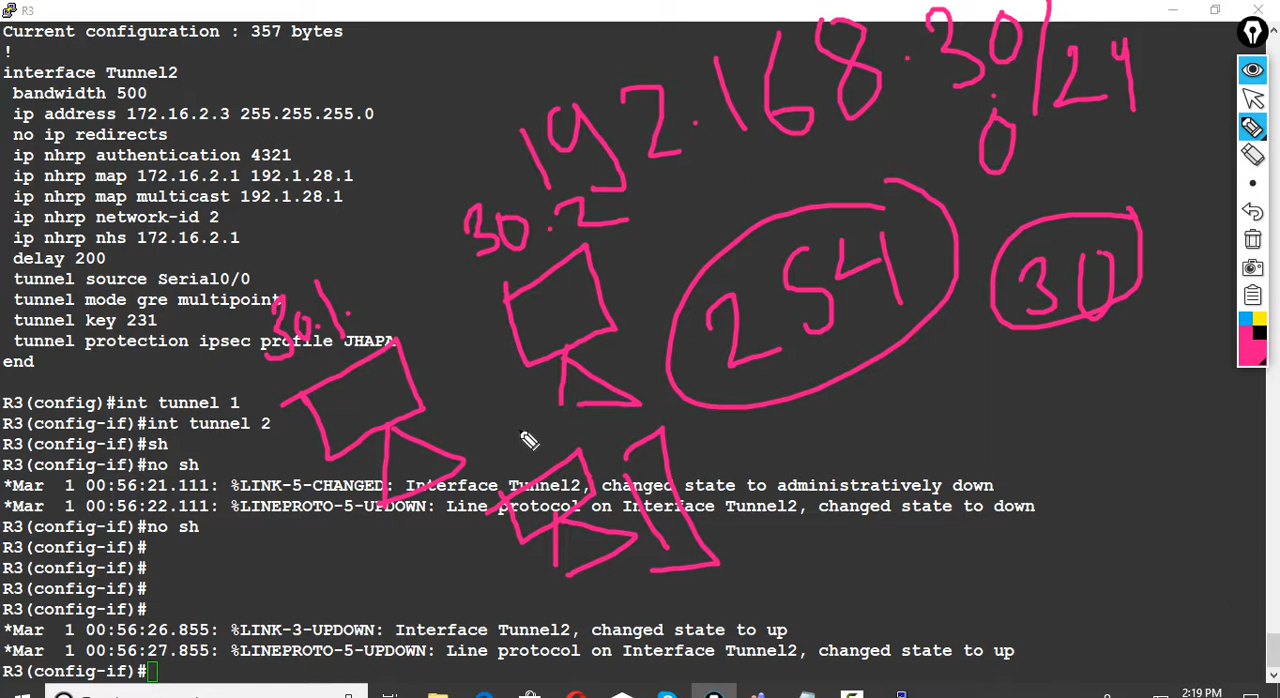 R3
Current configuration : 357 bytes
!
interface Tunnel2
bandwidth 500
ip address 172.16.2.3 255.255.255.0
no ip redirects
ip nhrp authentication 4321
ip nhrp map 172.16.2.1 192.1.28.1
ip nhrp map multicast 192.1.28.1
ip nhrp network-id 2
ip nhrp nhs 172.16.2.1
delay 200
tunnel source Serial0/0
tunnel mode gre multipoint
tunnel key 231
tunnel protection ipsec profile JHAPA
end
R3(config)#int tunnel 1
R3(config-if)#int tunnel 2
R3(config-if)#sh
R3(config-if)#no sh
*Mar  1 00:56:21.111: %LINK-5-CHANGED: Interface Tunnel2, changed state to administratively down
*Mar  1 00:56:22.111: %LINEPROTO-5-UPDOWN: Line protocol on Interface Tunnel2, changed state to down
R3(config-if)#no sh
R3(config-if)#
R3(config-if)#
R3(config-if)#
R3(config-if)#
*Mar  1 00:56:26.855: %LINK-3-UPDOWN: Interface Tunnel2, changed state to up
*Mar  1 00:56:27.855: %LINEPROTO-5-UPDOWN: Line protocol on Interface Tunnel2, changed state to up
R3(config-if)#
192.168.30.0/24
30.2
254
30
30.1
2:19 PM